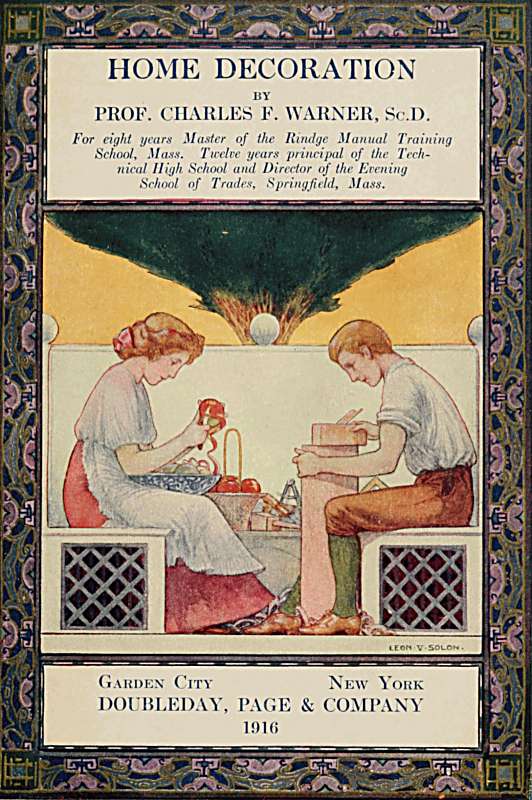 HOME DECORATION
BY
PROF. CHARLES F. WARNER, Sc.D.
For eight years Master of the Rindge Manual Training
School, Mass. Twelve years principal of the Tech-
nical High School and Director of the Evening
School of Trades, Springfield, Mass.
LEON·V·SOLON.
GARDEN CITY NEW YORK
DOUBLEDAY, PAGE & COMPANY
1916